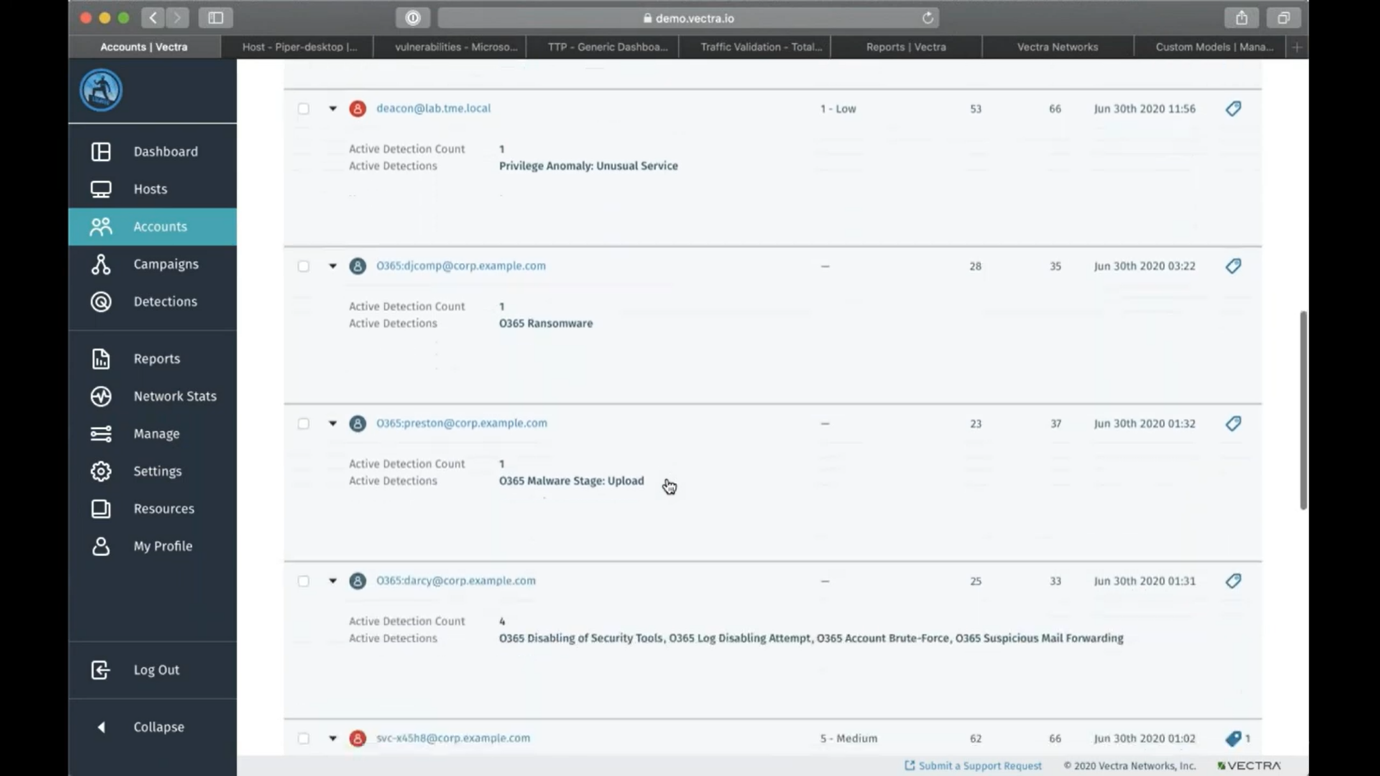 demo.vectra.io
Accounts | Vectra
Host - Piper-desktop |...
vulnerabilities - Microso...
TTP - Generic Dashboa...
Traffic Validation - Total...
Reports | Vectra
Vectra Networks
Custom Models | Mana...
Dashboard
Hosts
Accounts
Campaigns
Detections
Reports
Network Stats
Manage
Settings
Resources
My Profile
Log Out
Collapse
deacon@lab.tme.local 1 - Low 53 66 Jun 30th 2020 11:56
Active Detection Count 1
Active Detections Privilege Anomaly: Unusual Service
O365:djcomp@corp.example.com — 28 35 Jun 30th 2020 03:22
Active Detection Count 1
Active Detections O365 Ransomware
O365:preston@corp.example.com — 23 37 Jun 30th 2020 01:32
Active Detection Count 1
Active Detections O365 Malware Stage: Upload
O365:darcy@corp.example.com — 25 33 Jun 30th 2020 01:31
Active Detection Count 4
Active Detections O365 Disabling of Security Tools, O365 Log Disabling Attempt, O365 Account Brute-Force, O365 Suspicious Mail Forwarding
svc-x45h8@corp.example.com 5 - Medium 62 66 Jun 30th 2020 01:02 1
Submit a Support Request © 2020 Vectra Networks, Inc. VECTRA